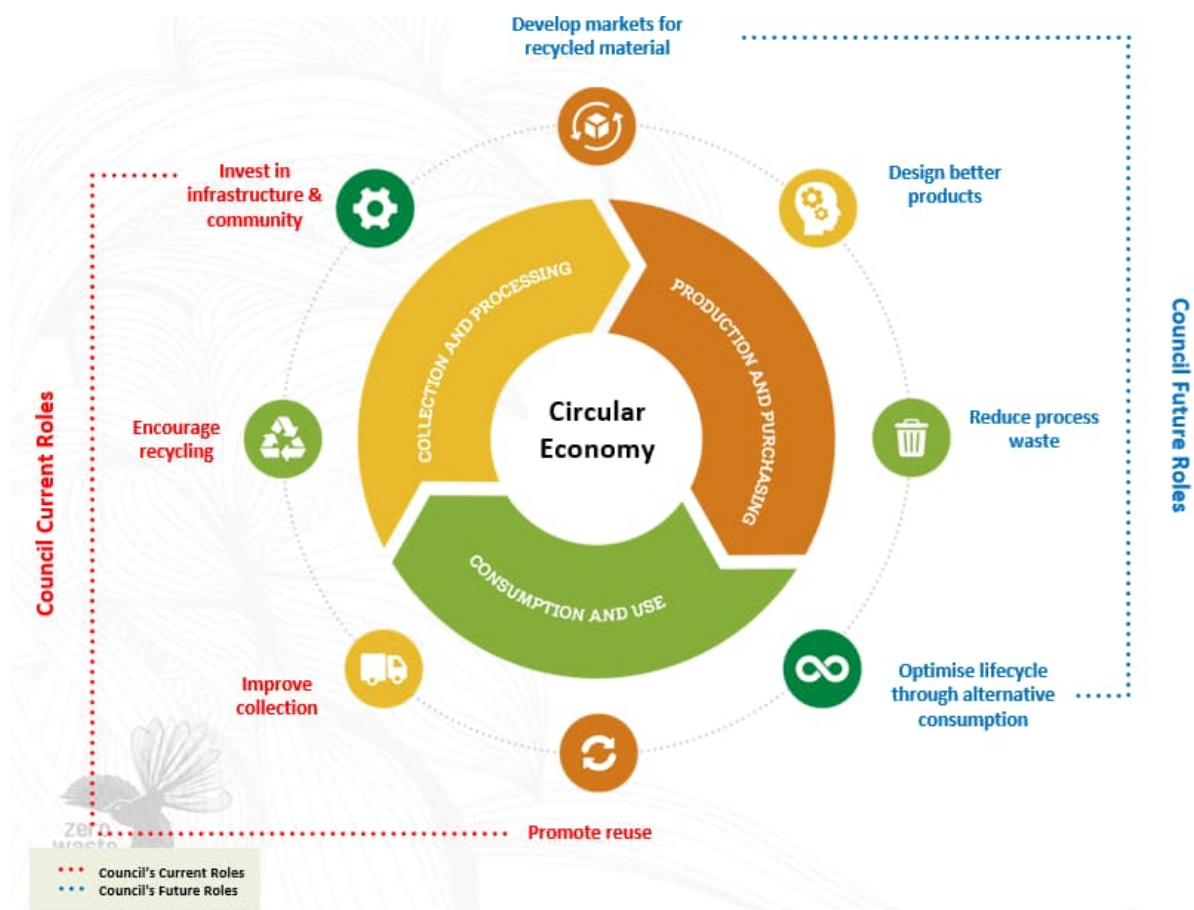 Develop markets for
recycled material
Invest in
infrastructure &
community
Design better
products
COLLECTION AND PROCESSING
PRODUCTION AND PURCHASING
Circular
Economy
Council Current Roles
Council Future Roles
Encourage
recycling
Reduce process
waste
CONSUMPTION AND USE
Improve
collection
Optimise lifecycle
through alternative
consumption
Promote reuse
zero
waste
Council's Current Roles
Council's Future Roles